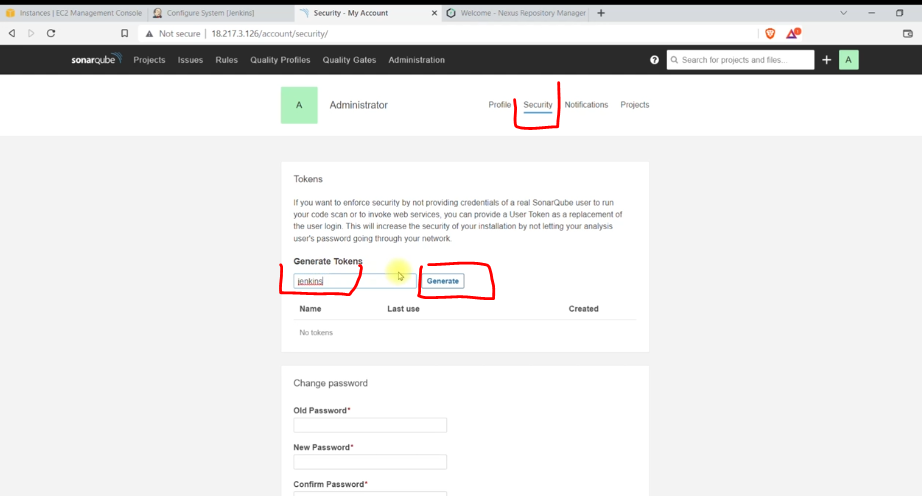 Instances | EC2 Management Console
Configure System [Jenkins]
Security - My Account
Welcome - Nexus Repository Manager
Not secure | 18.217.3.126/account/security/
sonarqube Projects Issues Rules Quality Profiles Quality Gates Administration
Search for projects and files...
A
A
Administrator
Profile Security Notifications Projects
Tokens
If you want to enforce security by not providing credentials of a real SonarQube user to run
your code scan or to invoke web services, you can provide a User Token as a replacement of
the user login. This will increase the security of your installation by not letting your analysis
user's password going through your network.
Generate Tokens
jenkins
Generate
Name Last use Created
No tokens
Change password
Old Password*
New Password*
Confirm Password*